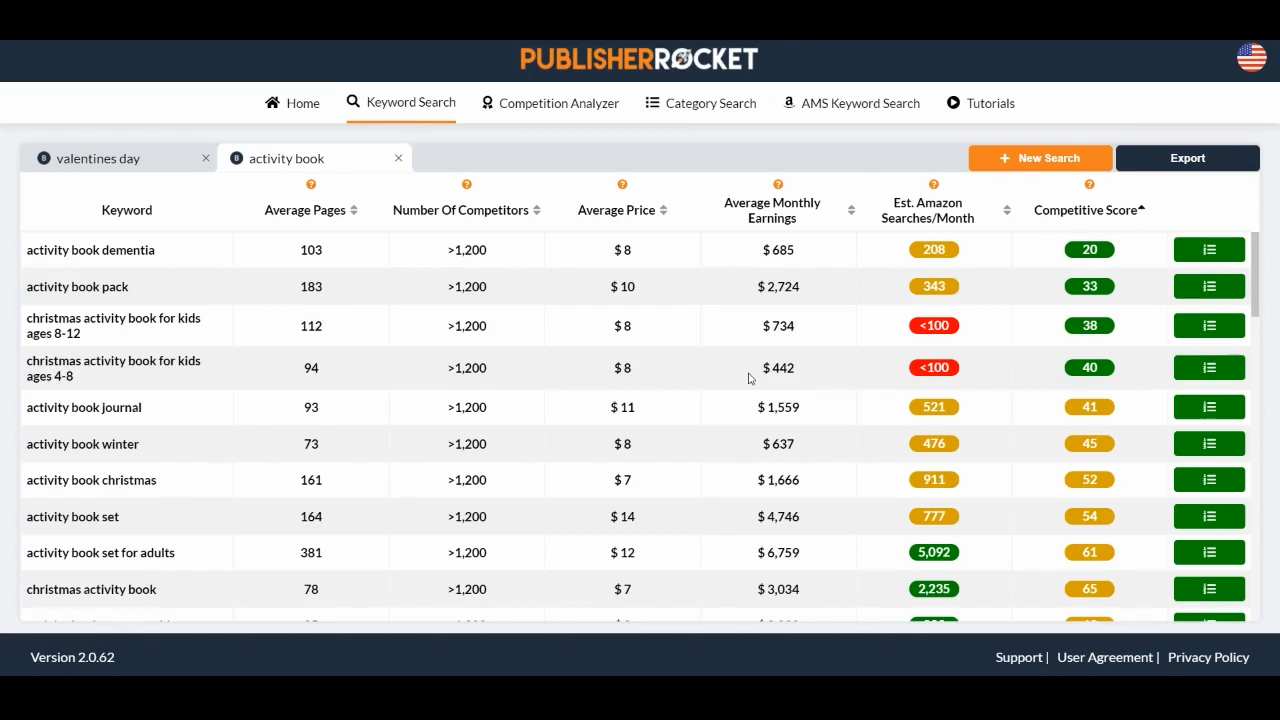 PUBLISHERROCKET
Home Keyword Search Competition Analyzer Category Search AMS Keyword Search Tutorials
B valentines day × B activity book × + New Search Export
? ? ? ? ? ?
Keyword Average Pages Number Of Competitors Average Price Average Monthly Earnings Est. Amazon Searches/Month Competitive Score
activity book dementia 103 >1,200 $ 8 $ 685 208 20
activity book pack 183 >1,200 $ 10 $ 2,724 343 33
christmas activity book for kids
ages 8-12 112 >1,200 $ 8 $ 734 <100 38
christmas activity book for kids
ages 4-8 94 >1,200 $ 8 $ 442 <100 40
activity book journal 93 >1,200 $ 11 $ 1,559 521 41
activity book winter 73 >1,200 $ 8 $ 637 476 45
activity book christmas 161 >1,200 $ 7 $ 1,666 911 52
activity book set 164 >1,200 $ 14 $ 4,746 777 54
activity book set for adults 381 >1,200 $ 12 $ 6,759 5,092 61
christmas activity book 78 >1,200 $ 7 $ 3,034 2,235 65
Version 2.0.62 Support | User Agreement | Privacy Policy